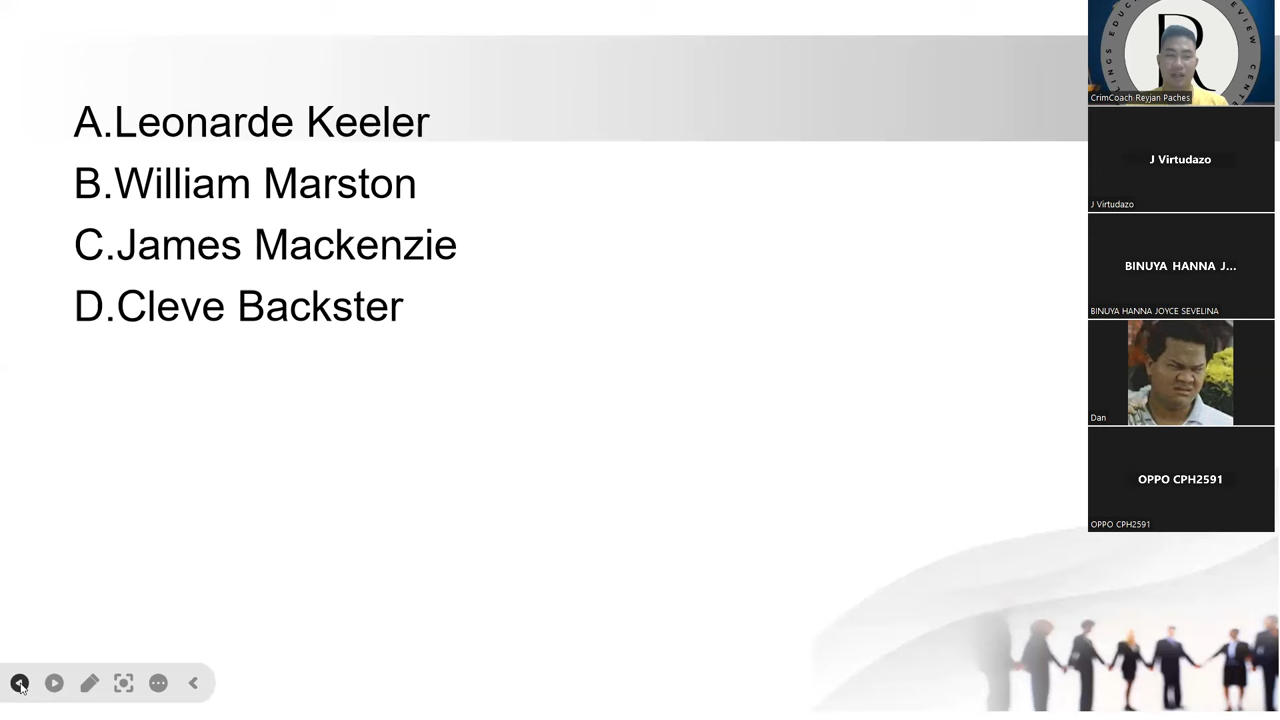 A.Leonarde Keeler
B.William Marston
C.James Mackenzie
D.Cleve Backster
R
CrimCoach Reyjan Paches
J Virtudazo
J Virtudazo
BINUYA HANNA J...
BINUYA HANNA JOYCE SEVELINA
Dan
OPPO CPH2591
OPPO CPH2591